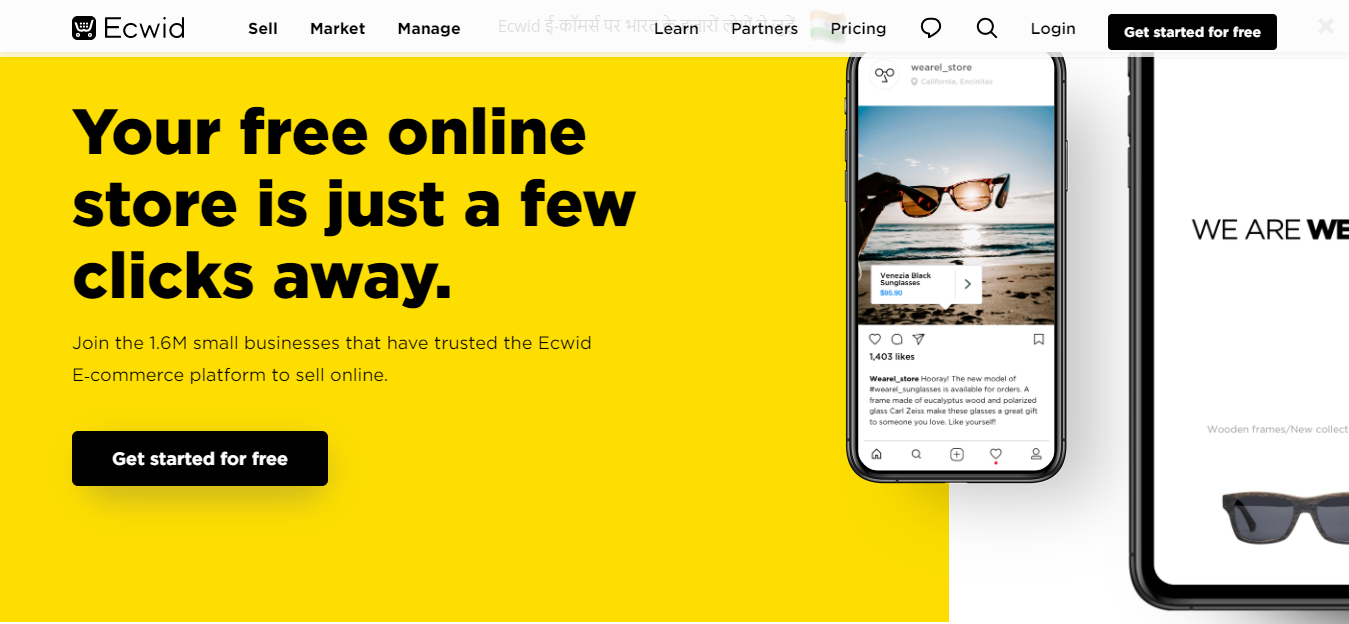 Ecwid
Sell
Market
Manage
Ecwid ई-कॉमर्स पर भारत के हजारों लोगों से जुड़ें
Learn
Partners
Pricing
Login
Get started for free
Your free online
store is just a few
clicks away.
Join the 1.6M small businesses that have trusted the Ecwid
E-commerce platform to sell online.
Get started for free
wearel_store
California, Encinitas
Venezia Black
Sunglasses
$95.90
1,403 likes
Wearel_store Hooray! The new model of
#wearel_sunglasses is available for orders. A
frame made of eucalyptus wood and polarized
glass Carl Zeiss make these glasses a great gift
to someone you love. Like yourself!
WE ARE WE
Wooden frames/New collect